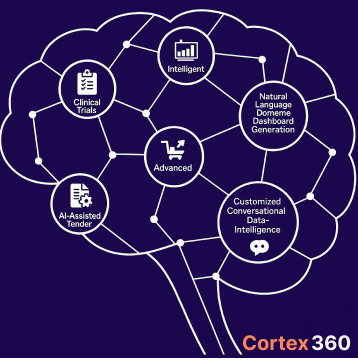 Intelligent
Clinical
Trials
Natural
Language
Domeme
Dashboard
Generation
Advanced
AI-Assisted
Tender
Customized
Conversational
Data-
Intelligence
Cortex 360